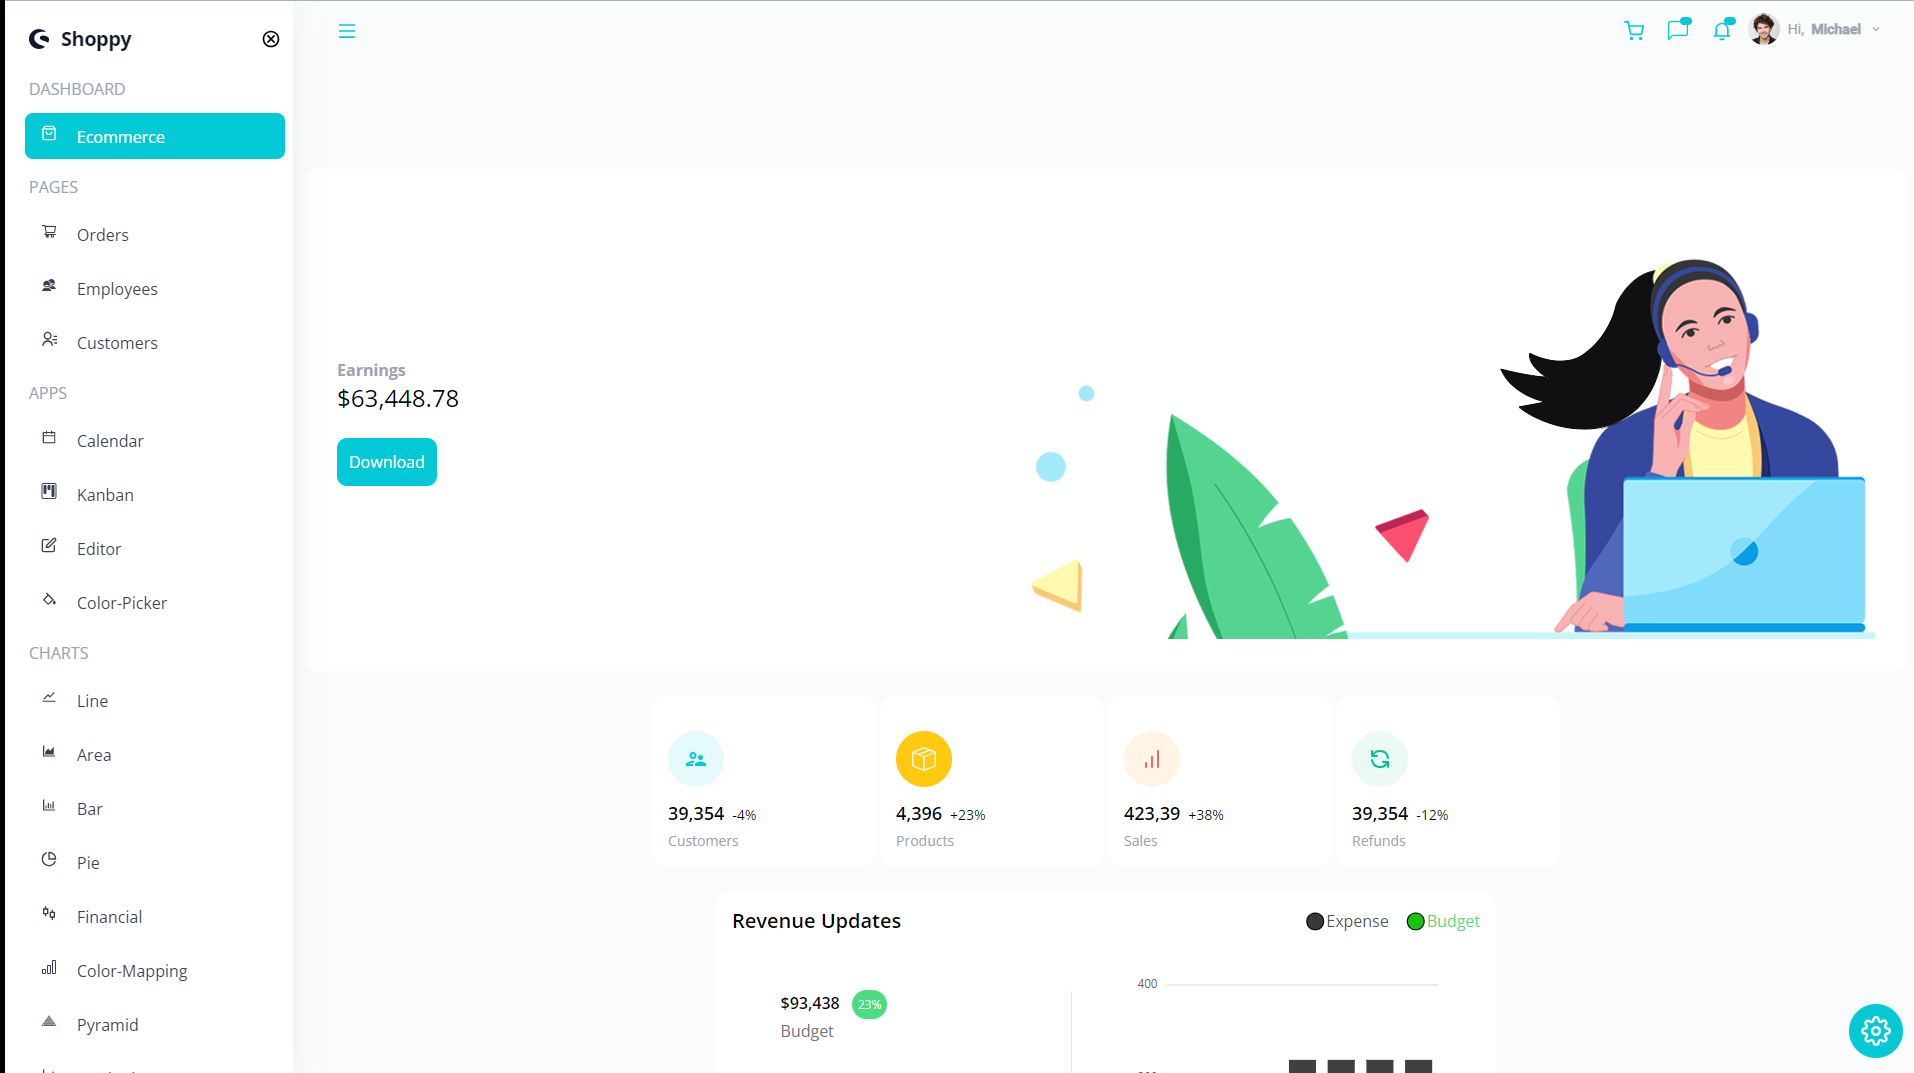 Shoppy
DASHBOARD
Ecommerce
PAGES
Orders
Employees
Customers
APPS
Calendar
Kanban
Editor
Color-Picker
CHARTS
Line
Area
Bar
Pie
Financial
Color-Mapping
Pyramid
Hi, Michael
Earnings
$63,448.78
Download
39,354 -4%
Customers
4,396 +23%
Products
423,39 +38%
Sales
39,354 -12%
Refunds
Revenue Updates
Expense
Budget
$93,438 23%
Budget
400